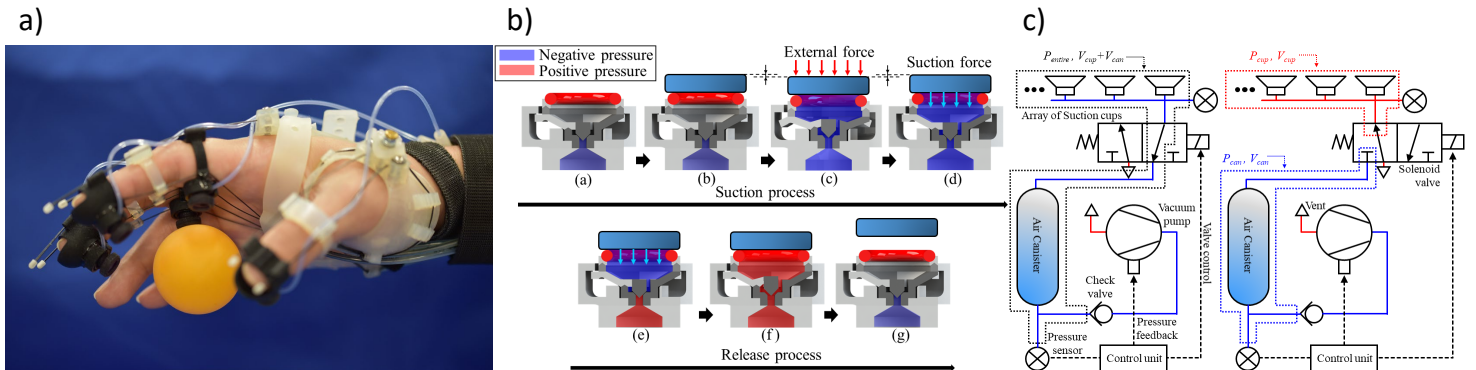 a)
b)
c)
Negative pressure
Positive pressure
External force
Suction force
(a)
(b)
(c)
(d)
Suction process
(e)
(f)
(g)
Release process
P_entire, V_cup+V_can
Array of Suction cups
Air Canister
Vacuum
pump
Check
valve
Pressure
feedback
Pressure
sensor
Control unit
Valve control
P_cup, V_cup
P_can, V_can
Solenoid
valve
Air Canister
Vent
Control unit